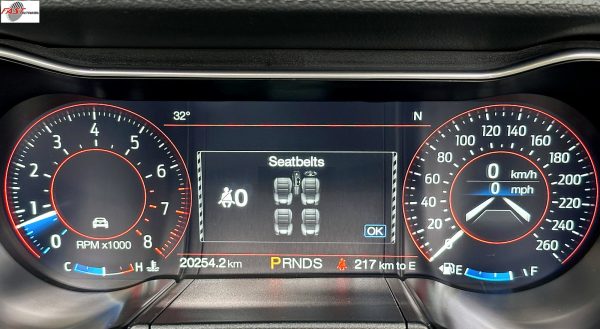 FAST
32°
N
Seatbelts
0
OK
0
1
2
3
4
5
6
7
8
RPM x1000
C
H
20254.2 km
PRNDS
217 km to E
0
20
40
60
80
100
120
140
160
180
200
220
240
260
0 km/h
0 mph
E
F